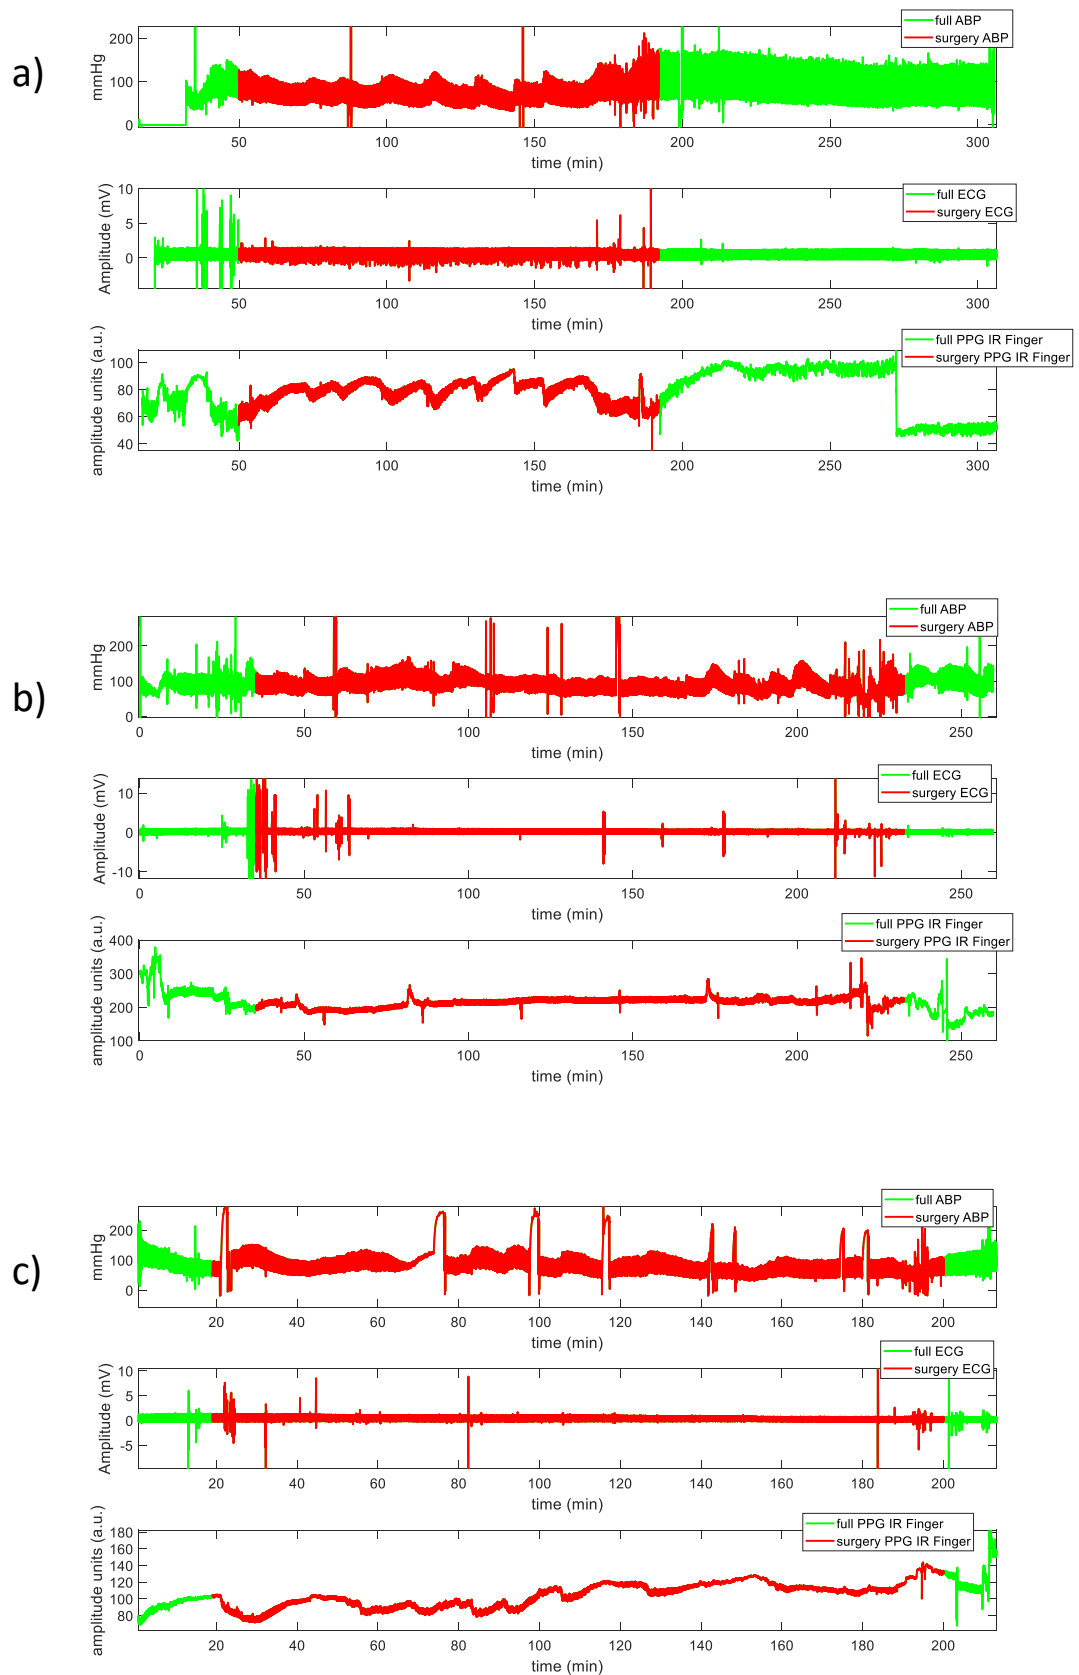 a)
full ABP
surgery ABP
mmHg
200
100
0
50 100 150 200 250 300
time (min)
full ECG
surgery ECG
Amplitude (mV)
10
5
0
50 100 150 200 250 300
time (min)
full PPG IR Finger
surgery PPG IR Finger
amplitude units (a.u.)
100
80
60
40
50 100 150 200 250 300
time (min)
b)
full ABP
surgery ABP
mmHg
200
100
0
0 50 100 150 200 250
time (min)
full ECG
surgery ECG
Amplitude (mV)
10
0
-10
0 50 100 150 200 250
time (min)
full PPG IR Finger
surgery PPG IR Finger
amplitude units (a.u.)
400
300
200
100
0 50 100 150 200 250
time (min)
c)
full ABP
surgery ABP
mmHg
200
100
0
20 40 60 80 100 120 140 160 180 200
time (min)
full ECG
surgery ECG
Amplitude (mV)
10
5
0
-5
20 40 60 80 100 120 140 160 180 200
time (min)
full PPG IR Finger
surgery PPG IR Finger
amplitude units (a.u.)
180
160
140
120
100
80
20 40 60 80 100 120 140 160 180 200
time (min)